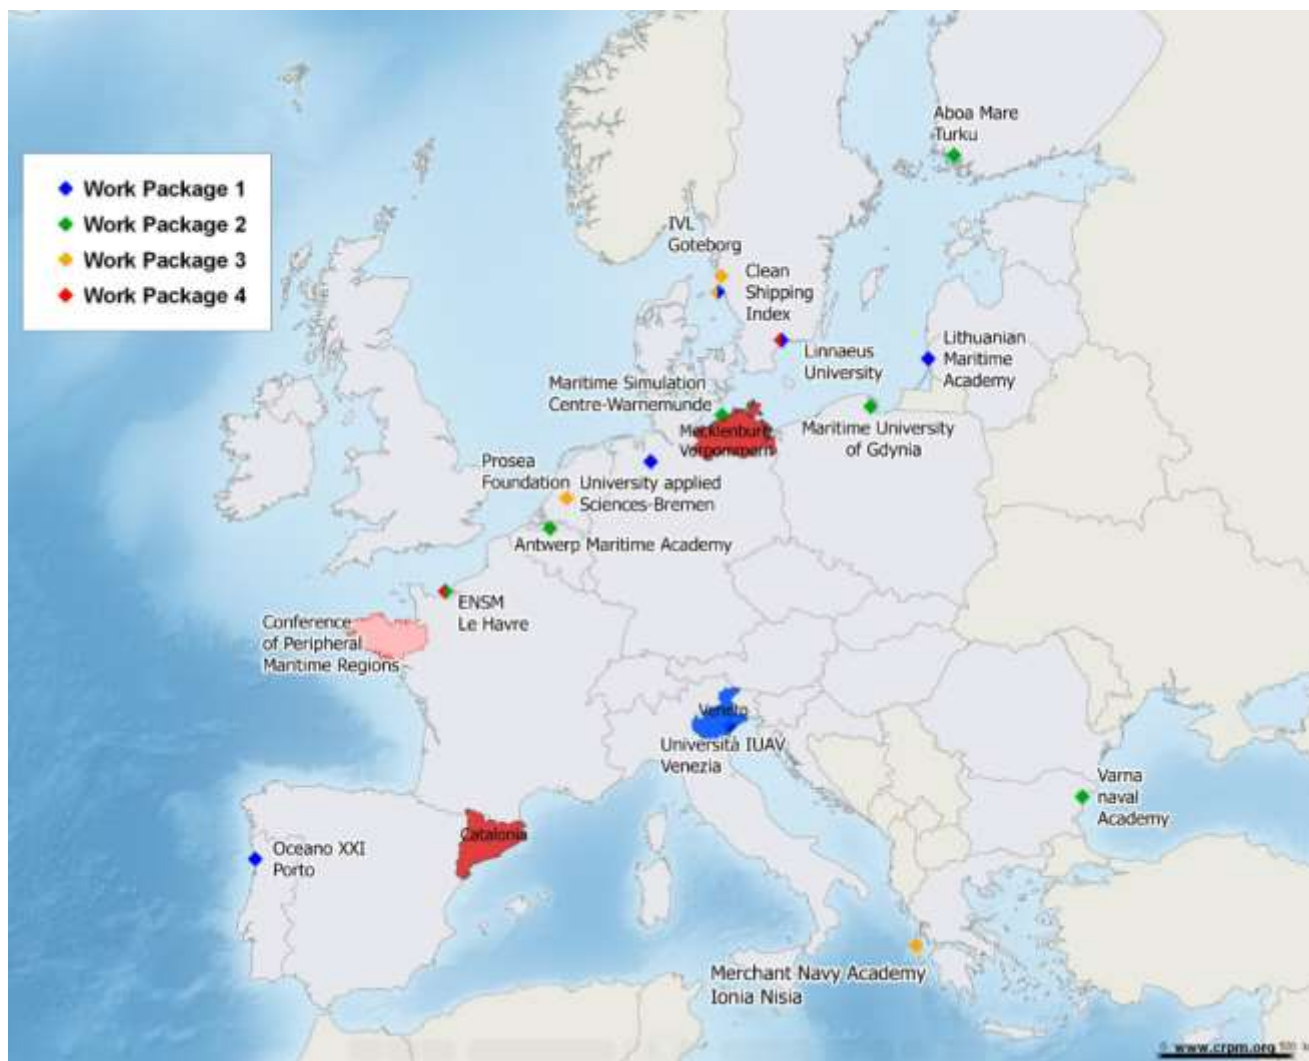 Work Package 1
Work Package 2
Work Package 3
Work Package 4
Aboa Mare
Turku
IVL
Goteborg
Clean
Shipping
Index
Linnaeus
University
Lithuanian
Maritime
Academy
Maritime Simulation
Centre-Warnemunde
Mecklenburg
Vorpommern
Maritime University
of Gdynia
Prosea
Foundation
University applied
Sciences-Bremen
Antwerp Maritime Academy
ENSM
Le Havre
Conference
of Peripheral
Maritime Regions
Veneto
Università IUAV
Venezia
Varna
naval
Academy
Catalonia
Oceano XXI
Porto
Merchant Navy Academy
Ionia Nisia
www.crpm.org